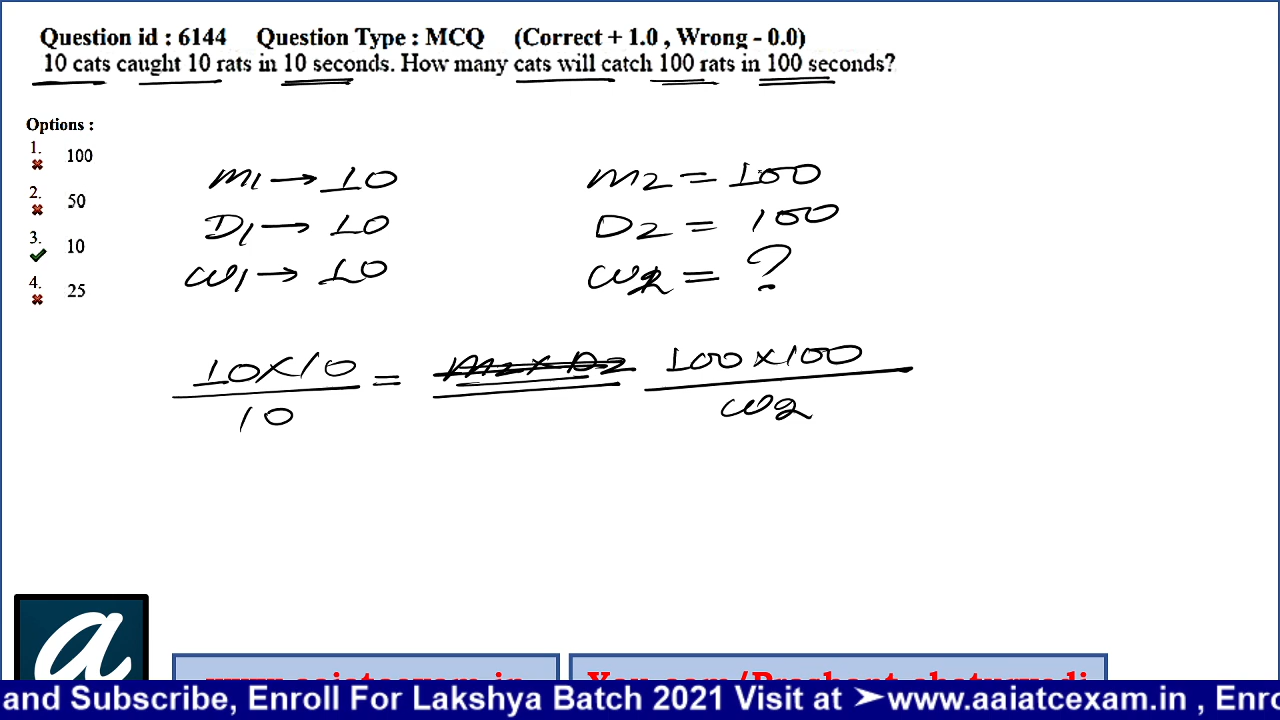 Question id : 6144 Question Type : MCQ (Correct + 1.0 , Wrong - 0.0)
10 cats caught 10 rats in 10 seconds. How many cats will catch 100 rats in 100 seconds?
Options :
1. 100
2. 50
3. 10
4. 25
M1 → 10 M2 = 100
D1 → 10 D2 = 100
W1 → 10 W2 = ?
10×10 = M2 × D2 100×100
10 W2
a
and Subscribe, Enroll For Lakshya Batch 2021 Visit at ➤www.aaiatcexam.in , Enro